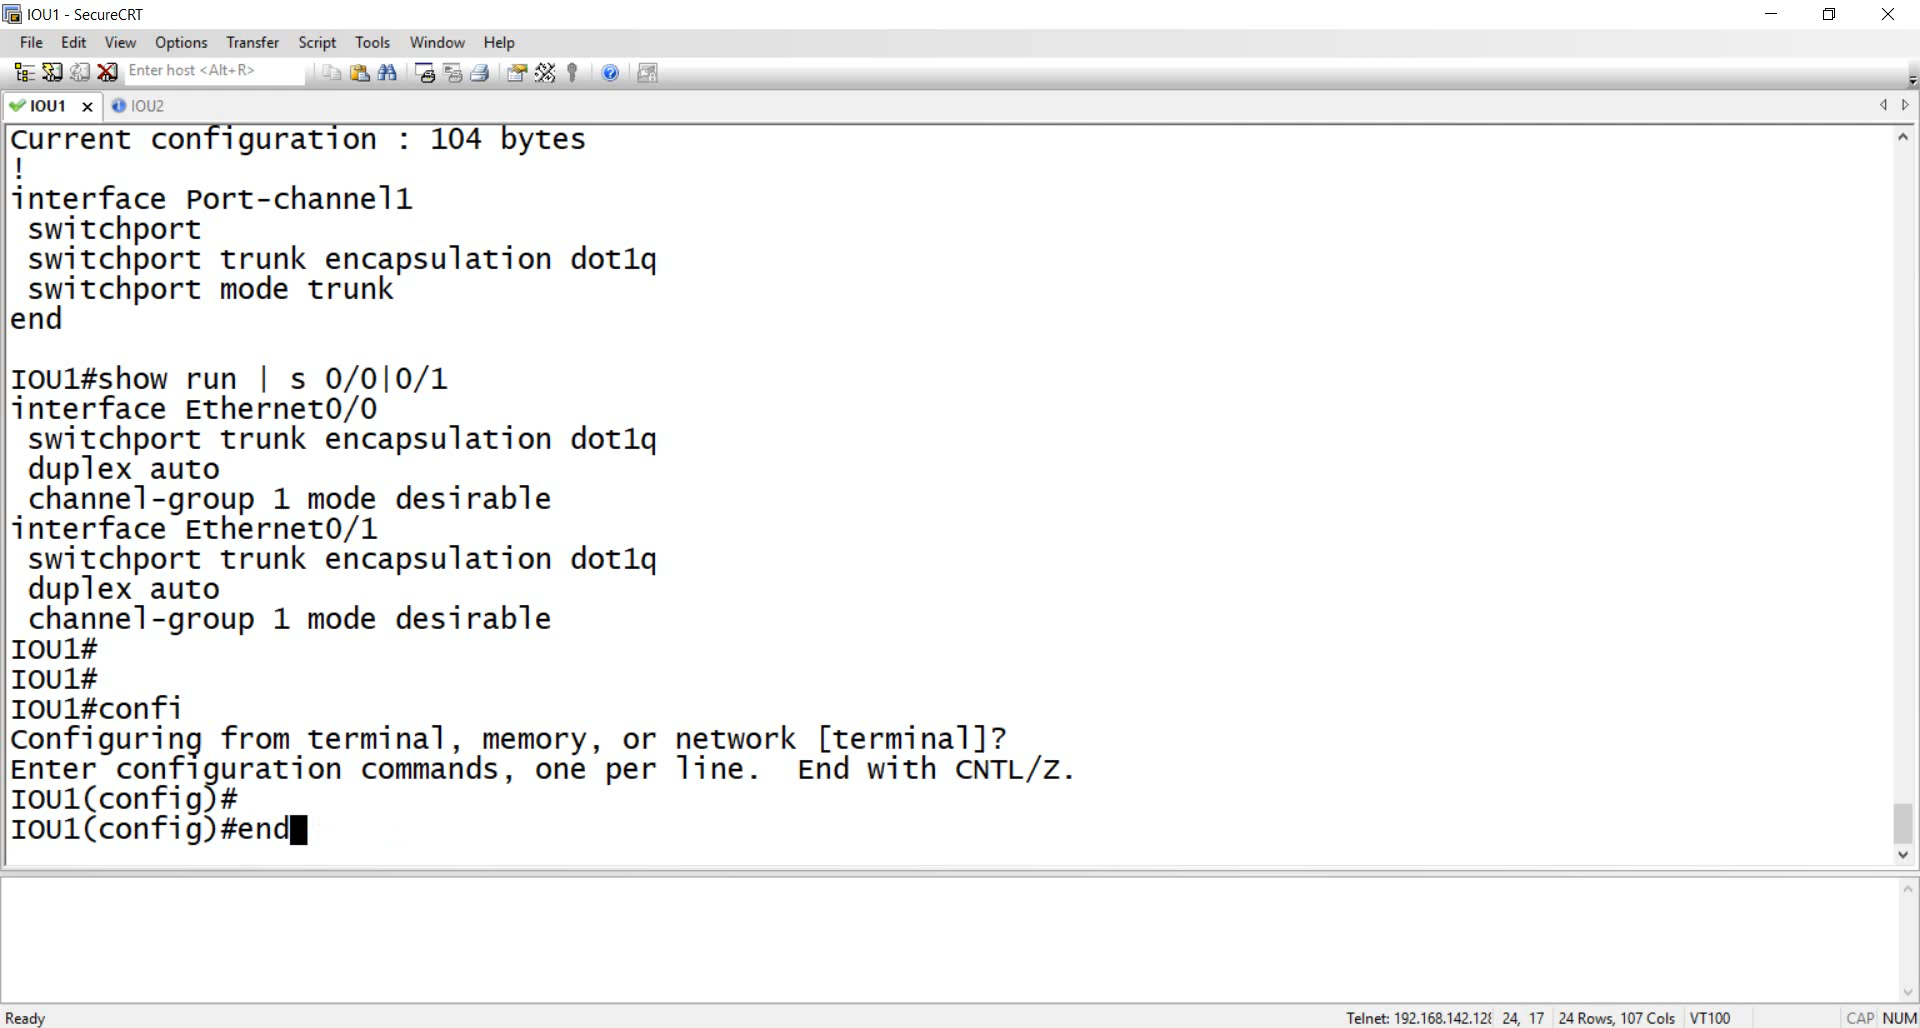 IOU1 - SecureCRT
File Edit View Options Transfer Script Tools Window Help
Enter host <Alt+R>
IOU1 IOU2
Current configuration : 104 bytes
!
interface Port-channel1
 switchport
 switchport trunk encapsulation dot1q
 switchport mode trunk
end
IOU1#show run | s 0/0|0/1
interface Ethernet0/0
 switchport trunk encapsulation dot1q
 duplex auto
 channel-group 1 mode desirable
interface Ethernet0/1
 switchport trunk encapsulation dot1q
 duplex auto
 channel-group 1 mode desirable
IOU1#
IOU1#
IOU1#confi
Configuring from terminal, memory, or network [terminal]?
Enter configuration commands, one per line.  End with CNTL/Z.
IOU1(config)#
IOU1(config)#end
Ready Telnet: 192.168.142.128 24, 17 24 Rows, 107 Cols VT100 CAP NUM